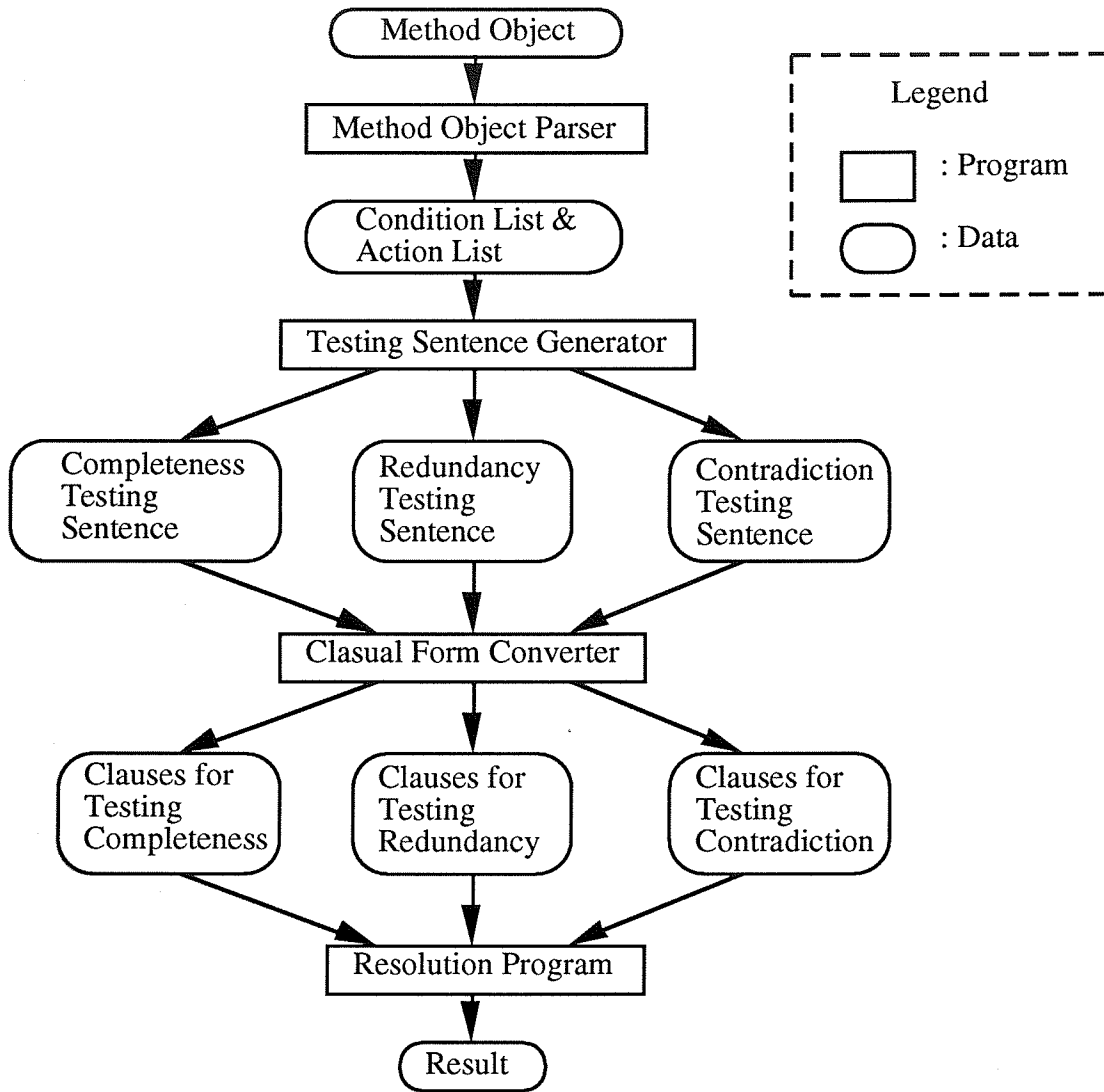 Method Object
Legend
Method Object Parser
: Program
Condition List &
Action List
: Data
Testing Sentence Generator
Completeness
Testing
Sentence
Redundancy
Testing
Sentence
Contradiction
Testing
Sentence
Clasual Form Converter
Clauses for
Testing
Completeness
Clauses for
Testing
Redundancy
Clauses for
Testing
Contradiction
Resolution Program
Result